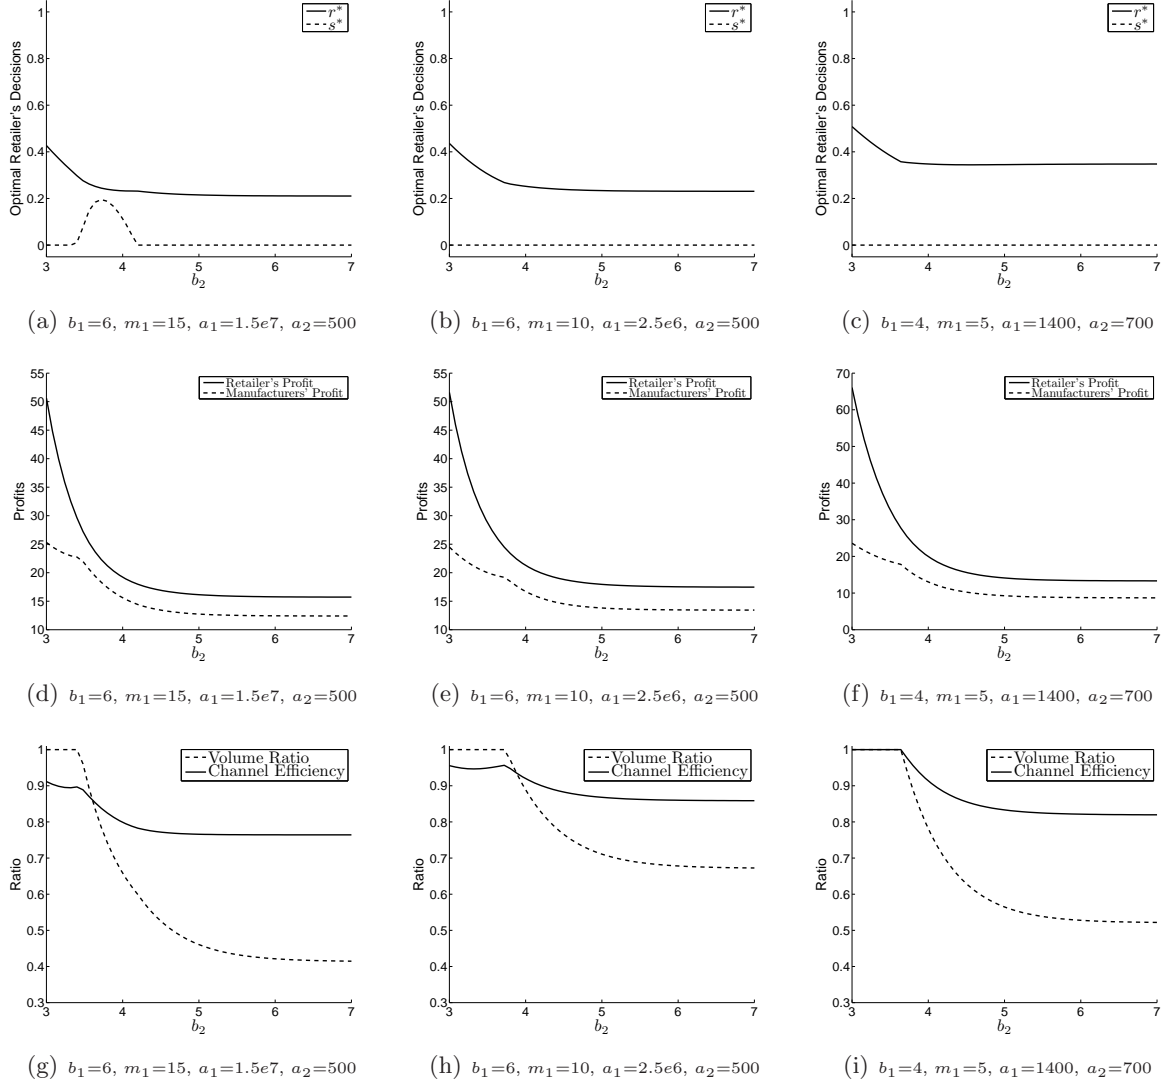 Optimal Retailer's Decisions
1
0.8
0.6
0.4
0.2
0
3 4 5 6 7
b₂
r*
s*
(a) b₁=6, m₁=15, a₁=1.5e7, a₂=500
Optimal Retailer's Decisions
1
0.8
0.6
0.4
0.2
0
3 4 5 6 7
b₂
r*
s*
(b) b₁=6, m₁=10, a₁=2.5e6, a₂=500
Optimal Retailer's Decisions
1
0.8
0.6
0.4
0.2
0
3 4 5 6 7
b₂
r*
s*
(c) b₁=4, m₁=5, a₁=1400, a₂=700
Profits
55
50
45
40
35
30
25
20
15
10
3 4 5 6 7
b₂
Retailer's Profit
Manufacturers' Profit
(d) b₁=6, m₁=15, a₁=1.5e7, a₂=500
Profits
55
50
45
40
35
30
25
20
15
10
3 4 5 6 7
b₂
Retailer's Profit
Manufacturers' Profit
(e) b₁=6, m₁=10, a₁=2.5e6, a₂=500
Profits
70
60
50
40
30
20
10
0
3 4 5 6 7
b₂
Retailer's Profit
Manufacturers' Profit
(f) b₁=4, m₁=5, a₁=1400, a₂=700
Ratio
1
0.9
0.8
0.7
0.6
0.5
0.4
0.3
3 4 5 6 7
b₂
Volume Ratio
Channel Efficiency
(g) b₁=6, m₁=15, a₁=1.5e7, a₂=500
Ratio
1
0.9
0.8
0.7
0.6
0.5
0.4
0.3
3 4 5 6 7
b₂
Volume Ratio
Channel Efficiency
(h) b₁=6, m₁=10, a₁=2.5e6, a₂=500
Ratio
1
0.9
0.8
0.7
0.6
0.5
0.4
0.3
3 4 5 6 7
b₂
Volume Ratio
Channel Efficiency
(i) b₁=4, m₁=5, a₁=1400, a₂=700